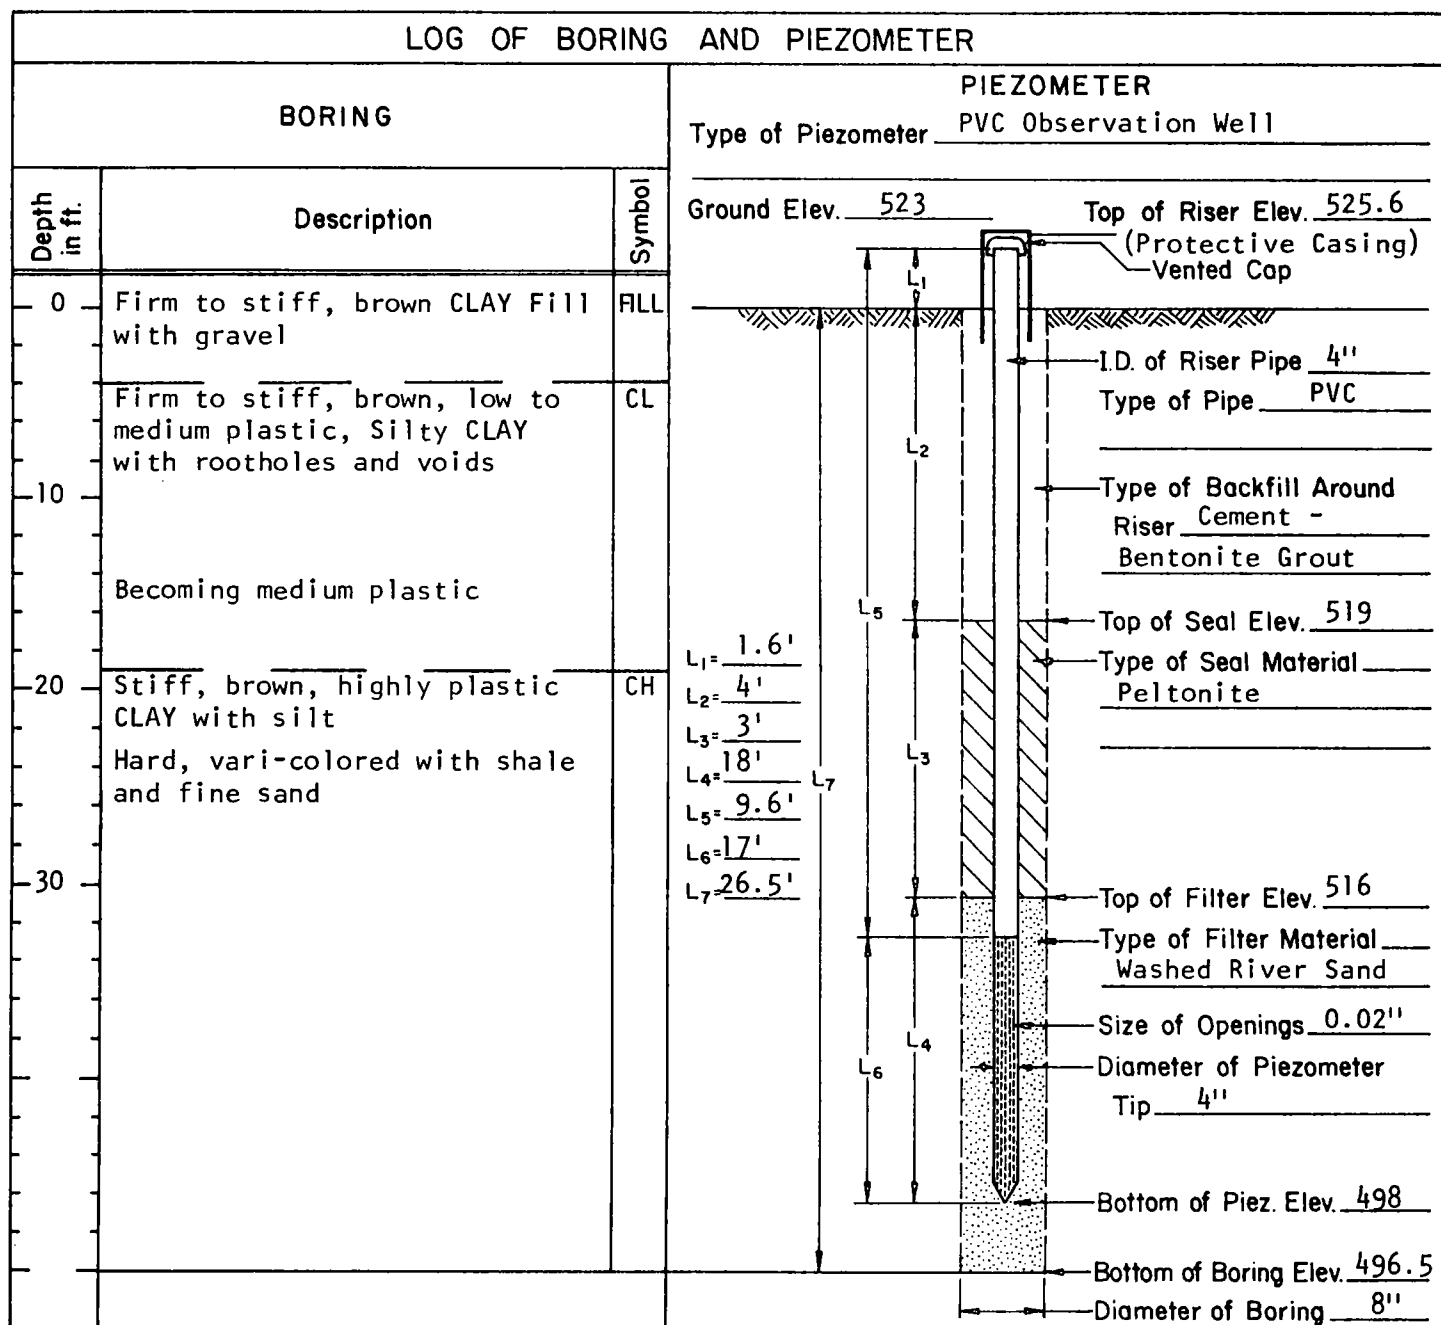 LOG OF BORING AND PIEZOMETER
BORING
Depth in ft.
Description
Symbol
0
Firm to stiff, brown CLAY Fill
with gravel
FILL
Firm to stiff, brown, low to
medium plastic, Silty CLAY
with rootholes and voids
CL
10
Becoming medium plastic
20
Stiff, brown, highly plastic
CLAY with silt
CH
Hard, vari-colored with shale
and fine sand
30
PIEZOMETER
Type of Piezometer PVC Observation Well
Ground Elev. 523
Top of Riser Elev. 525.6
(Protective Casing)
Vented Cap
L1
I.D. of Riser Pipe 4"
Type of Pipe PVC
L2
Type of Backfill Around
Riser Cement -
Bentonite Grout
L5
Top of Seal Elev. 519
Type of Seal Material
Peltonite
L1= 1.6'
L2= 4'
L3= 3'
L4= 18'
L5= 9.6'
L6= 17'
L7= 26.5'
L3
L7
Top of Filter Elev. 516
Type of Filter Material
Washed River Sand
Size of Openings 0.02"
L4
L6
Diameter of Piezometer
Tip 4"
Bottom of Piez. Elev. 498
Bottom of Boring Elev. 496.5
Diameter of Boring 8"